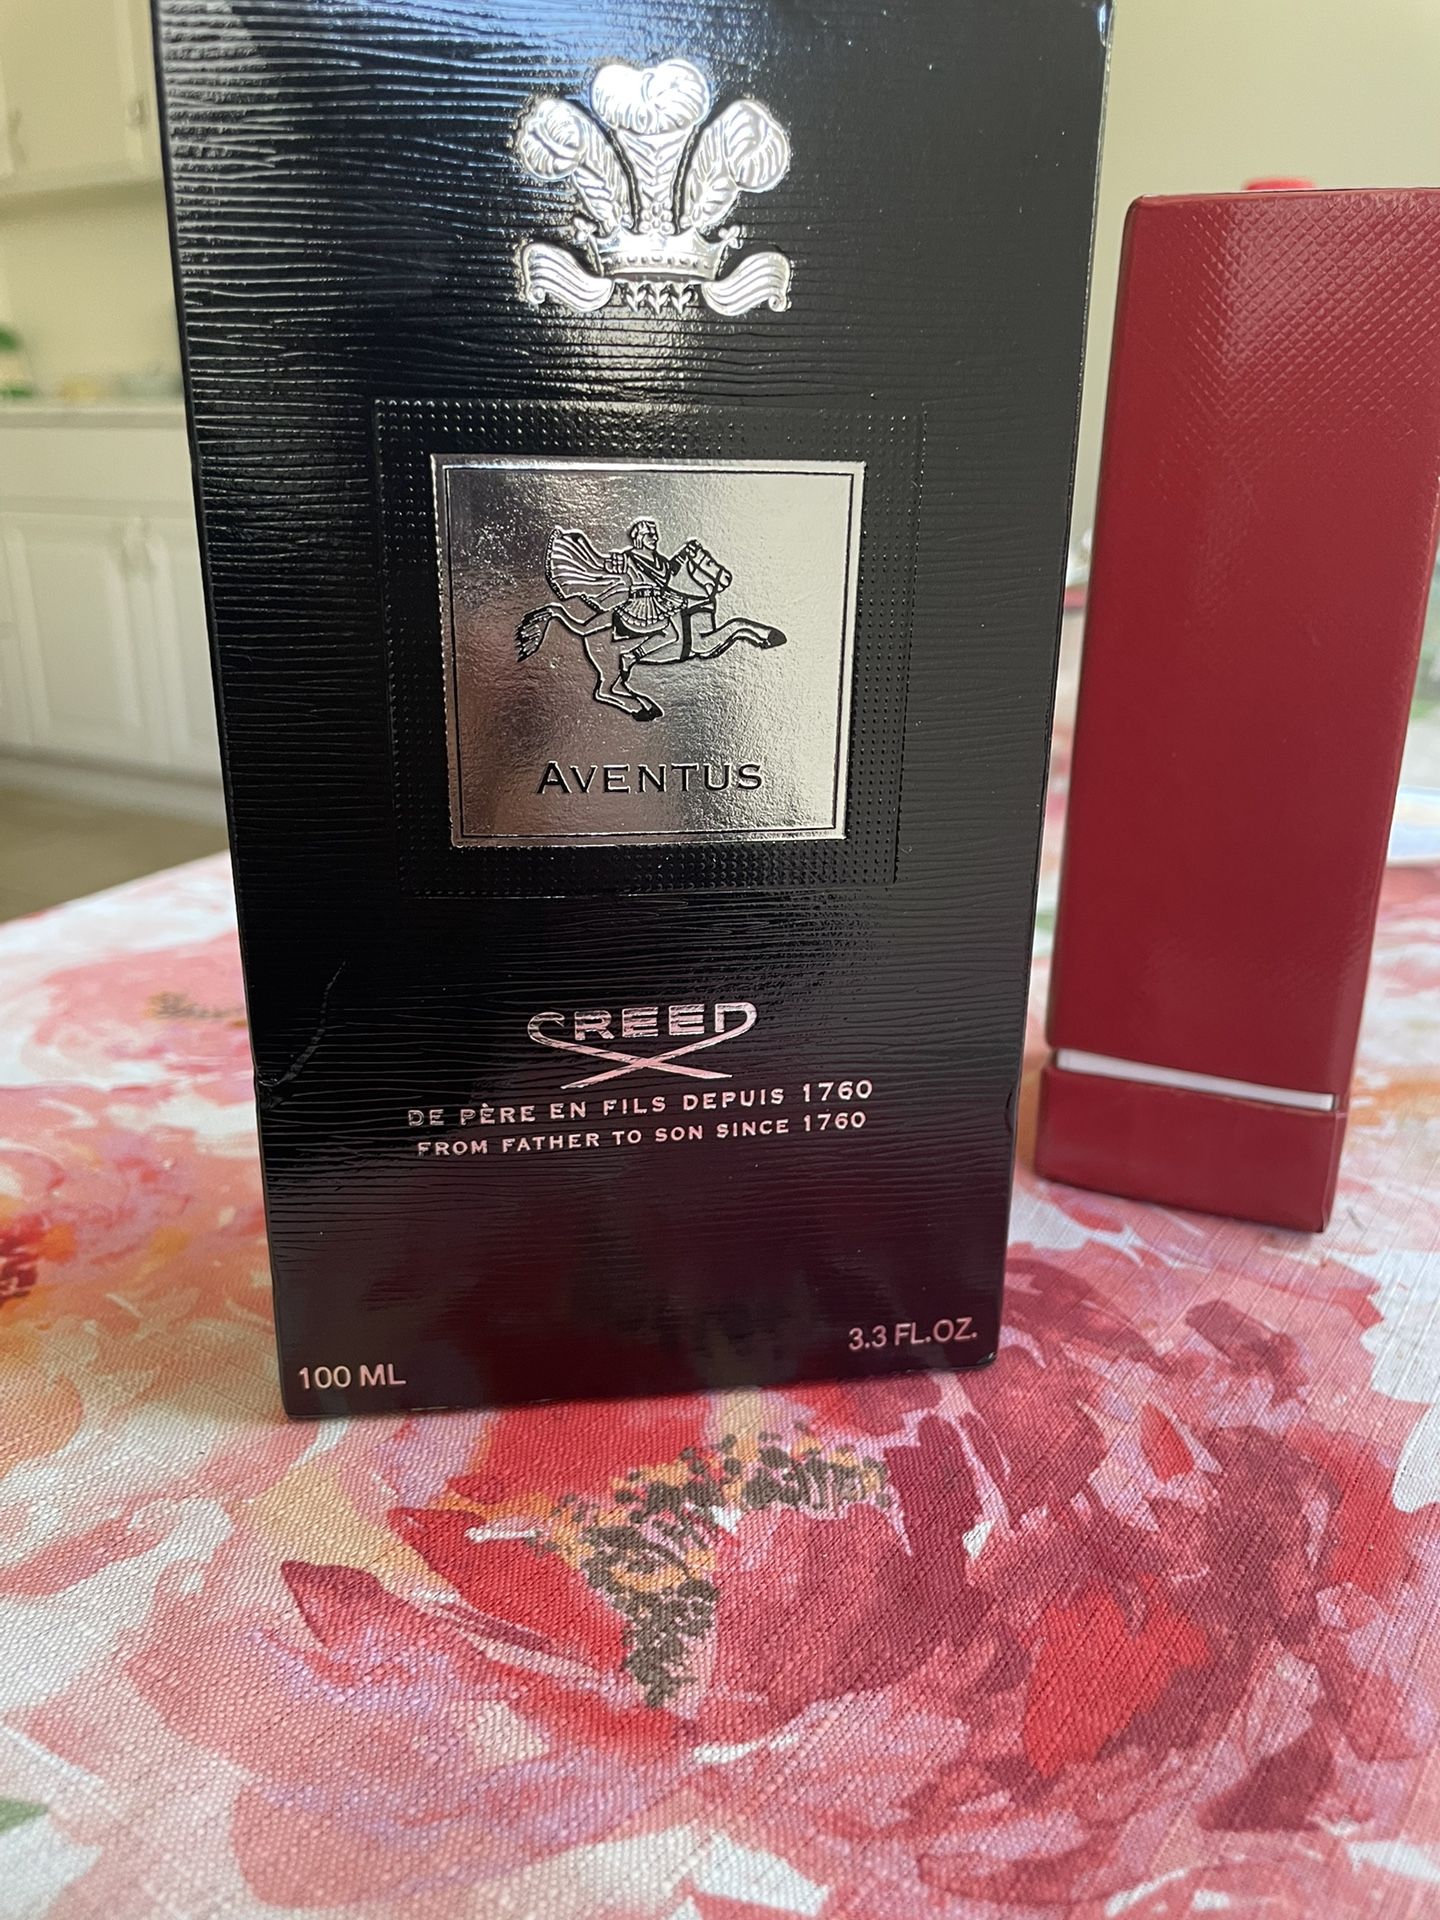 AVENTUS
CREED
DE PÈRE EN FILS DEPUIS 1760
FROM FATHER TO SON SINCE 1760
100 ML
3.3 FL.OZ.